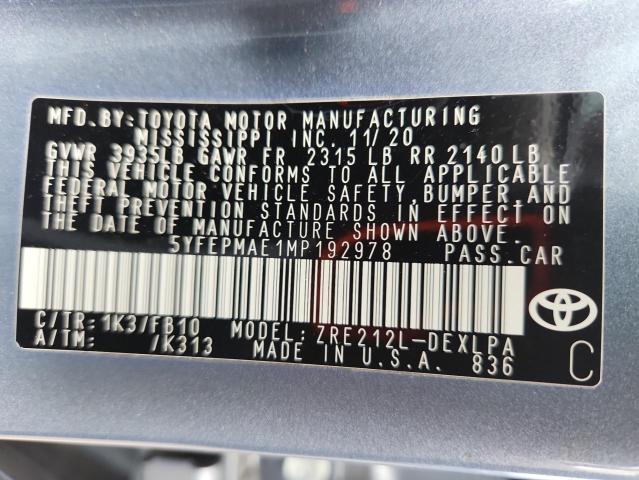 MFD.BY:TOYOTA MOTOR MANUFACTURING
MISSISSIPPI INC. 11/20
GVWR 3935LB GAWR FR 2315 LB RR 2140 LB
THIS VEHICLE CONFORMS TO ALL APPLICABLE
FEDERAL MOTOR VEHICLE SAFETY,BUMPER,AND
THEFT PREVENTION STANDARDS IN EFFECT ON
THE DATE OF MANUFACTURE SHOWN ABOVE.
5YFEPMAE1MP192978 PASS.CAR
C/TR:1K3/FB10 MODEL:ZRE212L-DEXLPA
A/TM: /K313 MADE IN U.S.A. 836
TOYOTA
C